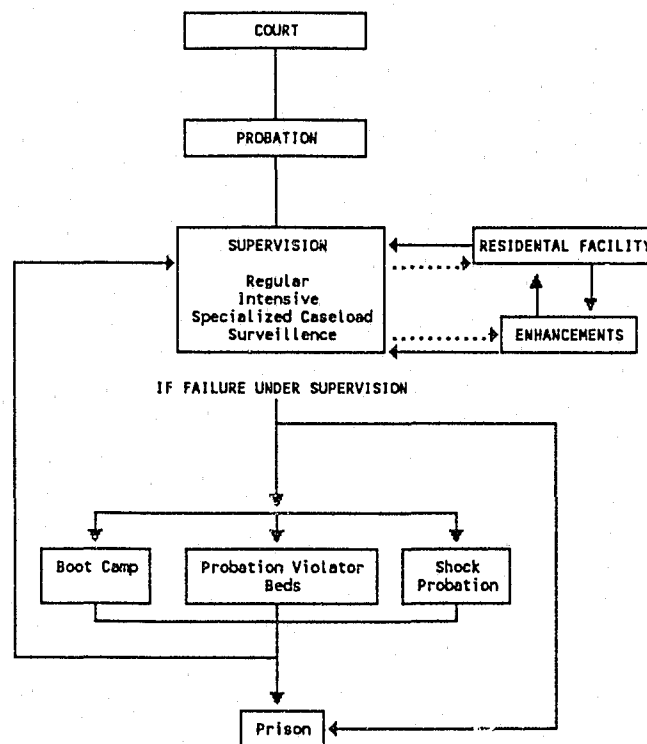 COURT
PROBATION
SUPERVISION
Regular
Intensive
Specialized Caseload
Surveillence
RESIDENTAL FACILITY
ENHANCEMENTS
IF FAILURE UNDER SUPERVISION
Boot Camp
Probation Violator
Beds
Shock
Probation
Prison